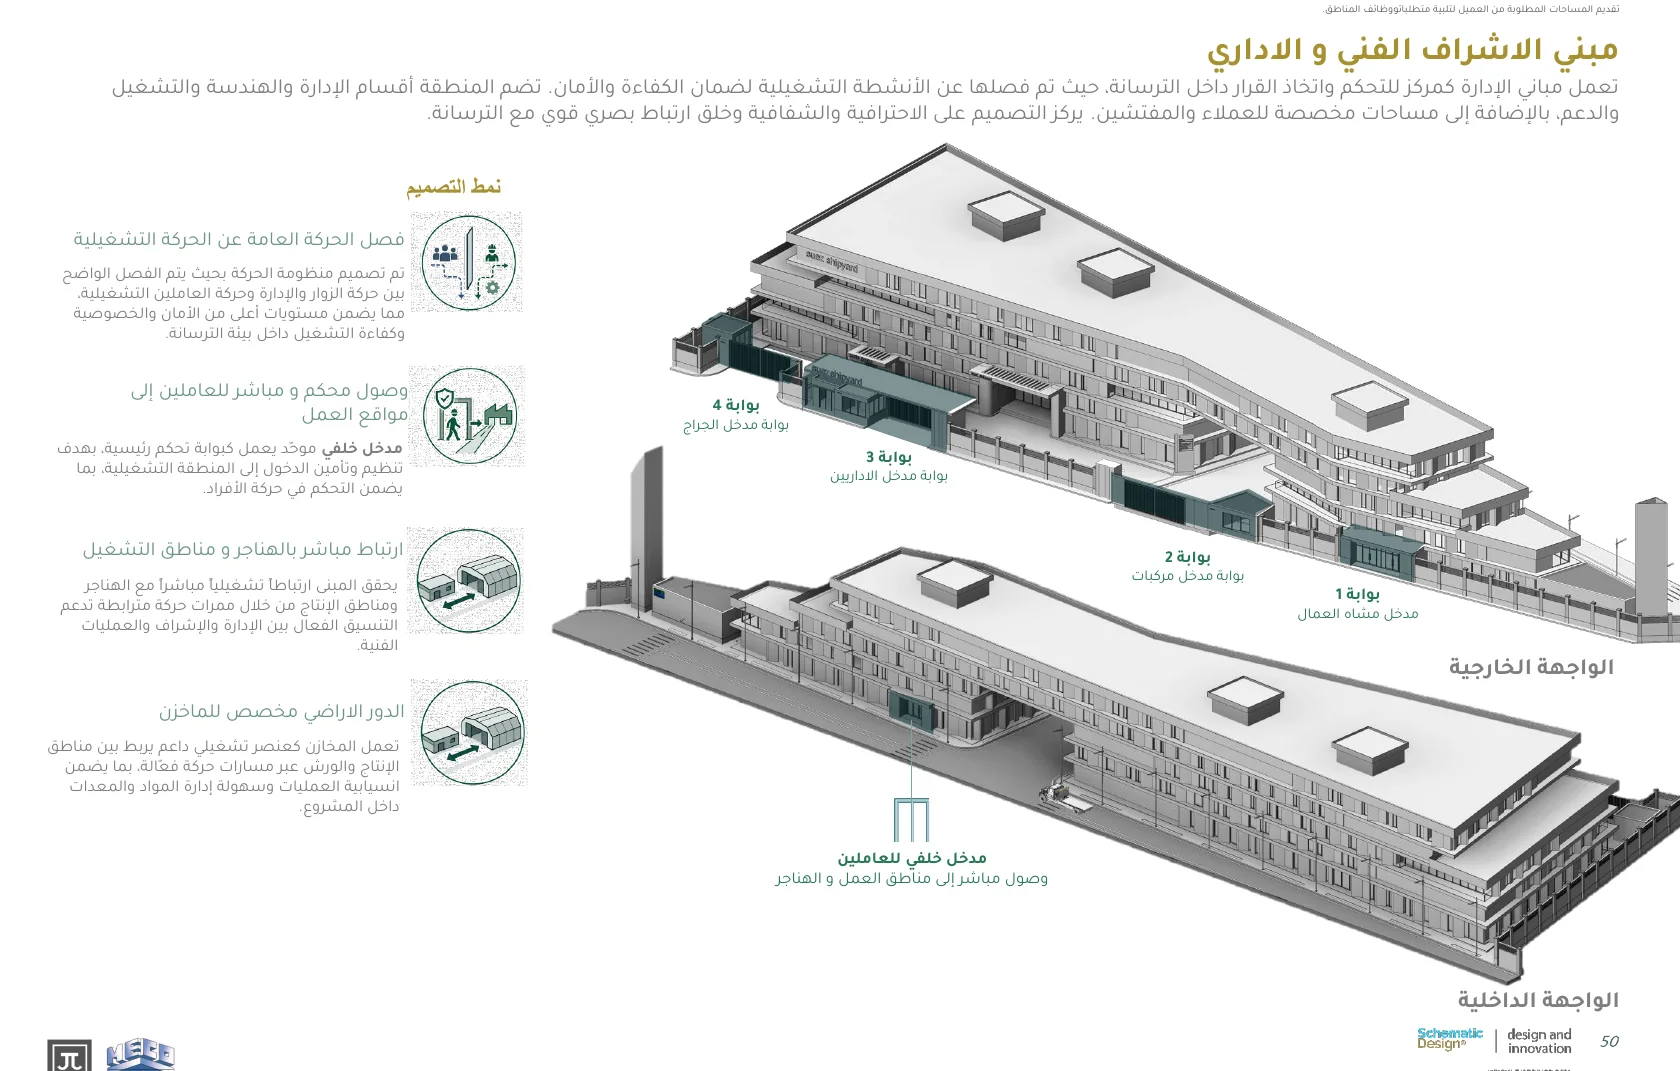 تقديم المساحات المطلوبة من العميل لتلبية متطلباتووظائف المناطق.
مبني الاشراف الفني و الاداري
تعمل مباني الإدارة كمركز للتحكم واتخاذ القرار داخل الترسانة، حيث تم فصلها عن الأنشطة التشغيلية لضمان الكفاءة والأمان. تضم المنطقة أقسام الإدارة والهندسة والتشغيل
والدعم، بالإضافة إلى مساحات مخصصة للعملاء والمفتشين. يركز التصميم على الاحترافية والشفافية وخلق ارتباط بصري قوي مع الترسانة.
نمط التصميم
فصل الحركة العامة عن الحركة التشغيلية
تم تصميم منظومة الحركة بحيث يتم الفصل الواضح
بين حركة الزوار والإدارة وحركة العاملين التشغيلية،
مما يضمن مستويات أعلى من الأمان والخصوصية
وكفاءة التشغيل داخل بيئة الترسانة.
وصول محكم و مباشر للعاملين إلى
مواقع العمل
مدخل خلفي موحّد يعمل كبوابة تحكم رئيسية، بهدف
تنظيم وتأمين الدخول إلى المنطقة التشغيلية، بما
يضمن التحكم في حركة الأفراد.
ارتباط مباشر بالهناجر و مناطق التشغيل
يحقق المبنى ارتباطاً تشغيلياً مباشراً مع الهناجر
ومناطق الإنتاج من خلال ممرات حركة مترابطة تدعم
التنسيق الفعال بين الإدارة والإشراف والعمليات
الفنية.
الدور الاراضي مخصص للماخزن
تعمل المخازن كعنصر تشغيلي داعم يربط بين مناطق
الإنتاج والورش عبر مسارات حركة فعّالة، بما يضمن
انسيابية العمليات وسهولة إدارة المواد والمعدات
داخل المشروع.
suez shipyard
suez shipyard
بوابة 4
بوابة مدخل الجراج
بوابة 3
بوابة مدخل الاداريين
بوابة 2
بوابة مدخل مركبات
بوابة 1
مدخل مشاه العمال
الواجهة الخارجية
مدخل خلفي للعاملين
وصول مباشر إلى مناطق العمل و الهناجر
الواجهة الداخلية
MECO
Schematic
Design®
design and
innovation
50